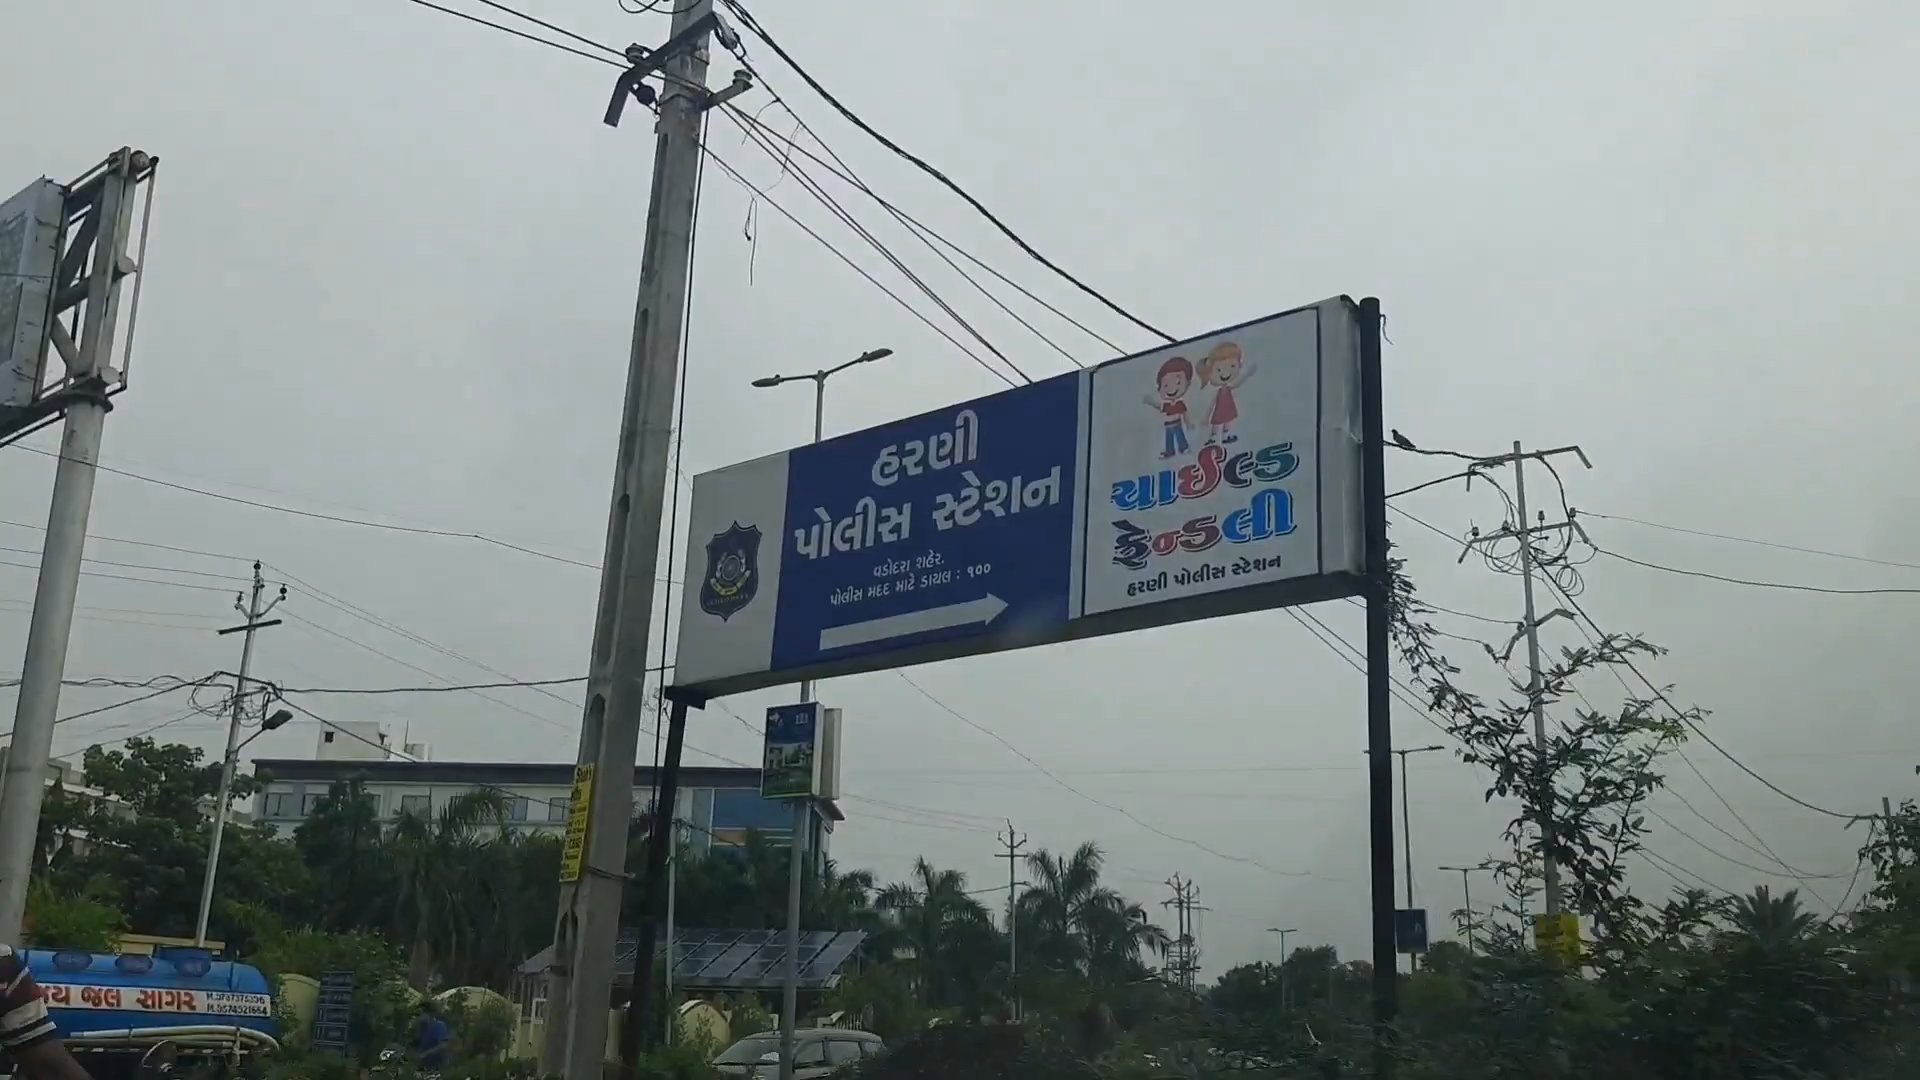 હરણી
પોલીસ સ્ટેશન
વડોદરા શહેર.
પોલીસ મદદ માટે ડાયલ : ૧૦૦
ચાઈલ્ડ
ફ્રેન્ડલી
હરણી પોલીસ સ્ટેશન
જય જલ સાગર